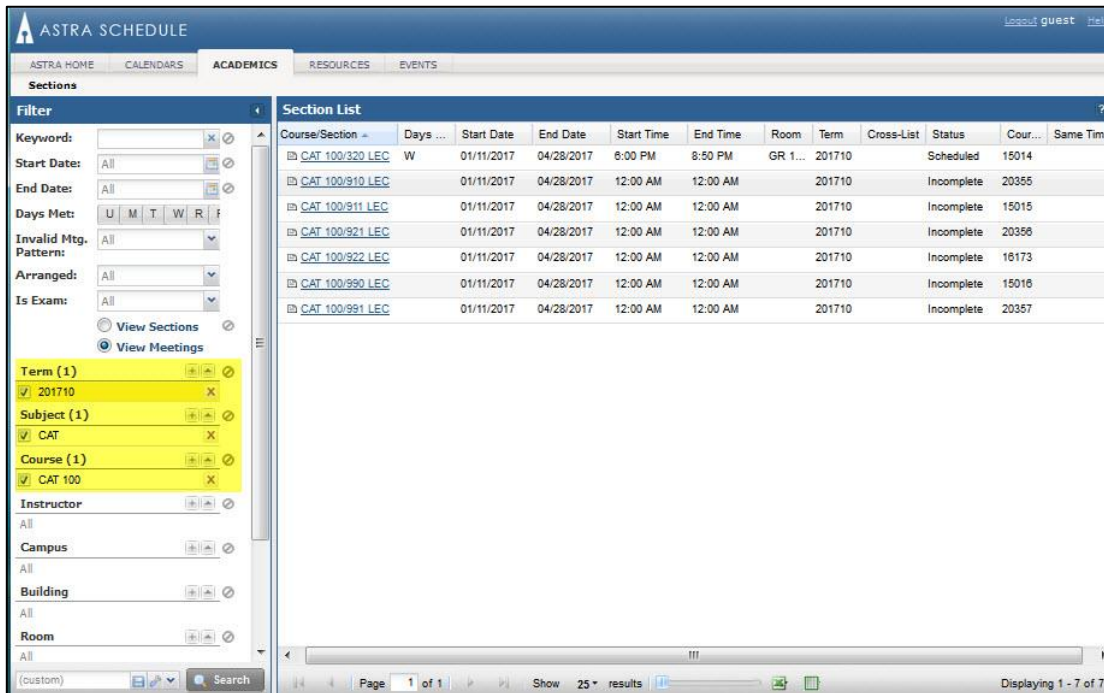 ASTRA SCHEDULE
Logout guest Hel
ASTRA HOME CALENDARS ACADEMICS RESOURCES EVENTS
Sections
Filter
Keyword:
Start Date: All
End Date: All
Days Met: U M T W R F
Invalid Mtg. Pattern: All
Arranged: All
Is Exam: All
View Sections
View Meetings
Term (1)
201710
Subject (1)
CAT
Course (1)
CAT 100
Instructor
All
Campus
All
Building
All
Room
All
(custom) Search
Section List ?
Course/Section Days ... Start Date End Date Start Time End Time Room Term Cross-List Status Cour... Same Tim
CAT 100/320 LEC W 01/11/2017 04/28/2017 6:00 PM 8:50 PM GR 1... 201710 Scheduled 15014
CAT 100/910 LEC 01/11/2017 04/28/2017 12:00 AM 12:00 AM 201710 Incomplete 20355
CAT 100/911 LEC 01/11/2017 04/28/2017 12:00 AM 12:00 AM 201710 Incomplete 15015
CAT 100/921 LEC 01/11/2017 04/28/2017 12:00 AM 12:00 AM 201710 Incomplete 20356
CAT 100/922 LEC 01/11/2017 04/28/2017 12:00 AM 12:00 AM 201710 Incomplete 16173
CAT 100/990 LEC 01/11/2017 04/28/2017 12:00 AM 12:00 AM 201710 Incomplete 15016
CAT 100/991 LEC 01/11/2017 04/28/2017 12:00 AM 12:00 AM 201710 Incomplete 20357
Page 1 of 1 Show 25 results Displaying 1 - 7 of 7